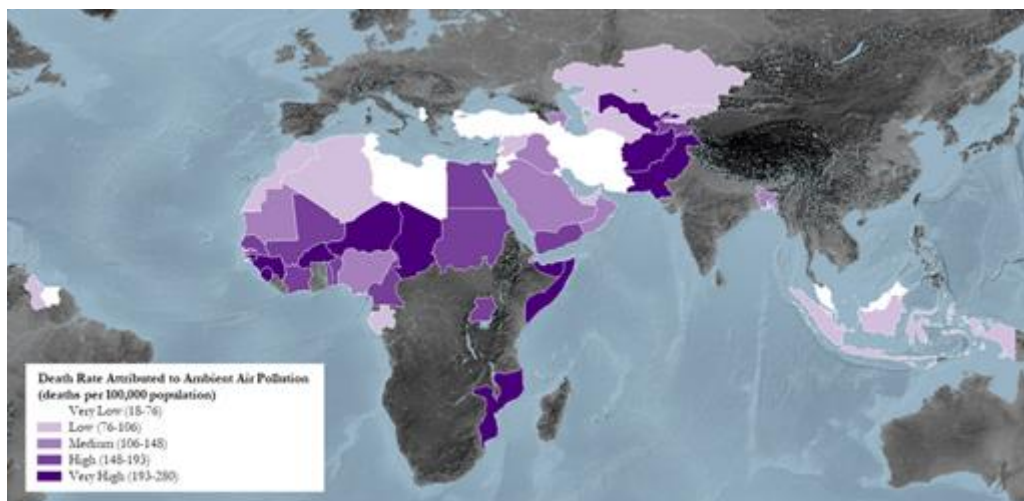 Death Rate Attributed to Ambient Air Pollution
(deaths per 100,000 population)
Very Low (18-76)
Low (76-106)
Medium (106-148)
High (148-193)
Very High (193-280)